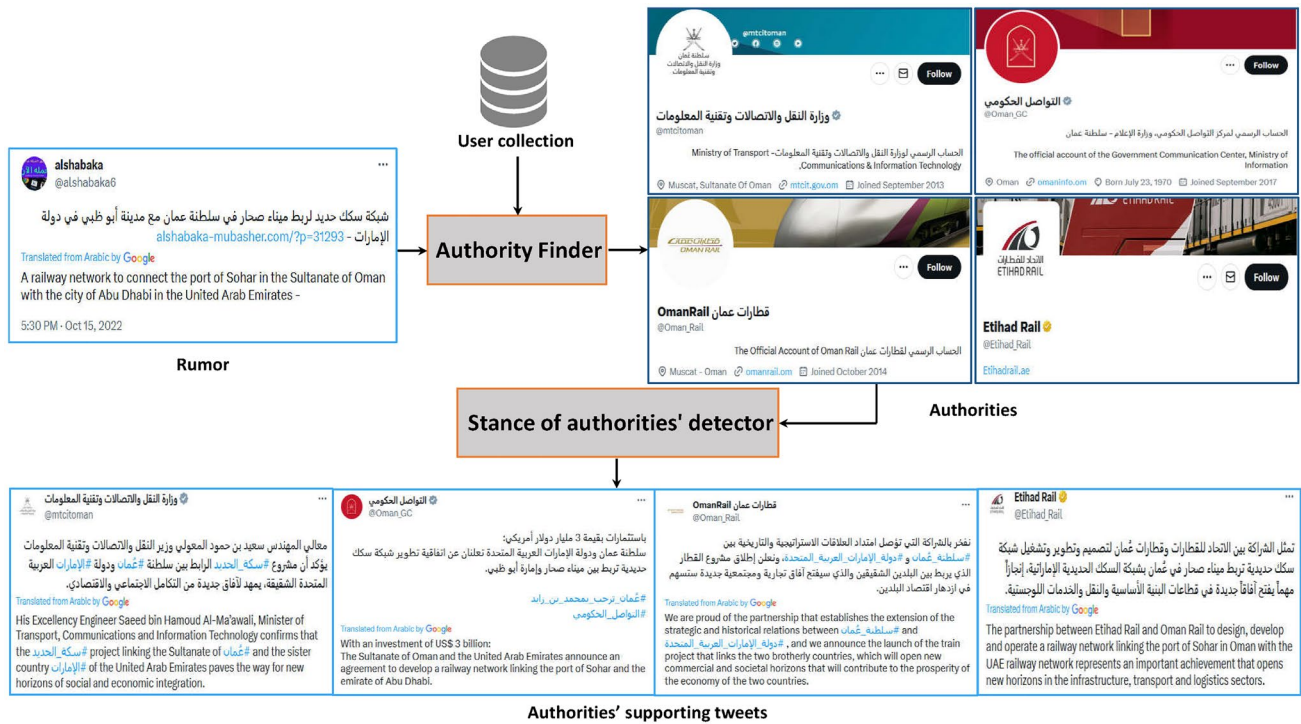 User collection
alshabaka
@alshabaka6
شبكة سكك حديد لربط ميناء صحار في سلطنة عمان مع مدينة أبو ظبي في دولة
الإمارات - alshabaka-mubasher.com/?p=31293
Translated from Arabic by Google
A railway network to connect the port of Sohar in the Sultanate of Oman
with the city of Abu Dhabi in the United Arab Emirates -
5:30 PM · Oct 15, 2022
Rumor
Authority Finder
@mtcitoman
سلطنة عُمان
وزارة النقل والاتصالات
وتقنية المعلومات
Follow
وزارة النقل والاتصالات وتقنية المعلومات
@mtcitoman
الحساب الرسمي لوزارة النقل والاتصالات وتقنية المعلومات- Ministry of Transport
Communications & Information Technology,
Muscat, Sultanate Of Oman mtcit.gov.om Joined September 2013
Follow
التواصل الحكومي
@Oman_GC
الحساب الرسمي لمركز التواصل الحكومي، وزارة الإعلام - سلطنة عمان
The official account of the Government Communication Center, Ministry of
Information
Oman omaninfo.om Born July 23, 1970 Joined September 2017
OMAN RAIL
Follow
OmanRail قطارات عمان
@Oman_Rail
The Official Account of Oman Rail الحساب الرسمي لقطارات عمان
Muscat - Oman omanrail.om Joined October 2014
ETIHAD RAIL
الاتحاد للقطارات
ETIHAD RAIL
Follow
Etihad Rail
@Etihad_Rail
Etihadrail.ae
Authorities
Stance of authorities' detector
وزارة النقل والاتصالات وتقنية المعلومات
@mtcitoman
معالي المهندس سعيد بن حمود المعولي وزير النقل والاتصالات وتقنية المعلومات
يؤكد أن مشروع #سكة_الحديد الرابط بين سلطنة #عُمان ودولة #الإمارات العربية
المتحدة الشقيقة، يمهد لآفاق جديدة من التكامل الاجتماعي والاقتصادي.
Translated from Arabic by Google
His Excellency Engineer Saeed bin Hamoud Al-Ma'awali, Minister of
Transport, Communications and Information Technology confirms that
the #سكة_الحديد project linking the Sultanate of #عُمان and the sister
country #الإمارات of the United Arab Emirates paves the way for new
horizons of social and economic integration.
التواصل الحكومي
@Oman_GC
باستثمارات بقيمة 3 مليار دولار أمريكي:
سلطنة عمان ودولة الإمارات العربية المتحدة تعلنان عن اتفاقية تطوير شبكة سكك
حديدية تربط بين ميناء صحار وإمارة أبو ظبي.
#عُمان_ترحب_بمحمد_بن_زايد
#التواصل_الحكومي
Translated from Arabic by Google
With an investment of US$ 3 billion:
The Sultanate of Oman and the United Arab Emirates announce an
agreement to develop a railway network linking the port of Sohar and the
emirate of Abu Dhabi.
OmanRail قطارات عمان
@Oman_Rail
نفخر بالشراكة التي تؤصل امتداد العلاقات الاستراتيجية والتاريخية بين
#سلطنة_عُمان و #دولة_الإمارات_العربية_المتحدة، ونعلن إطلاق مشروع القطار
الذي يربط بين البلدين الشقيقين والذي سيفتح آفاق تجارية ومجتمعية جديدة ستسهم
في ازدهار اقتصاد البلدين.
Translated from Arabic by Google
We are proud of the partnership that establishes the extension of the
strategic and historical relations between #سلطنة_عُمان and
#دولة_الإمارات_العربية_المتحدة , and we announce the launch of the train
project that links the two brotherly countries, which will open new
commercial and societal horizons that will contribute to the prosperity of
the economy of the two countries.
Etihad Rail
@Etihad_Rail
تمثل الشراكة بين الاتحاد للقطارات وقطارات عُمان لتصميم وتطوير وتشغيل شبكة
سكك حديدية تربط ميناء صحار في عُمان بشبكة السكك الحديدية الإماراتية، إنجازاً
مهماً يفتح آفاقاً جديدة في قطاعات البنية الأساسية والنقل والخدمات اللوجستية.
Translated from Arabic by Google
The partnership between Etihad Rail and Oman Rail to design, develop
and operate a railway network linking the port of Sohar in Oman with the
UAE railway network represents an important achievement that opens
new horizons in the infrastructure, transport and logistics sectors.
Authorities' supporting tweets